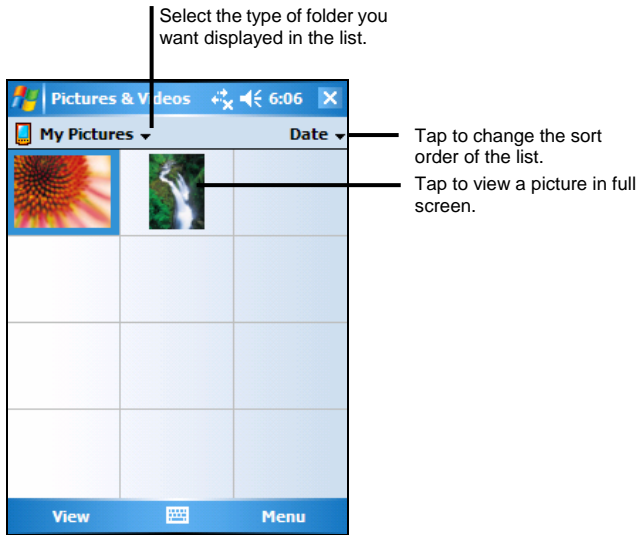 Select the type of folder you
want displayed in the list.
Pictures & Videos 6:06
My Pictures Date
Tap to change the sort
order of the list.
Tap to view a picture in full
screen.
View Menu